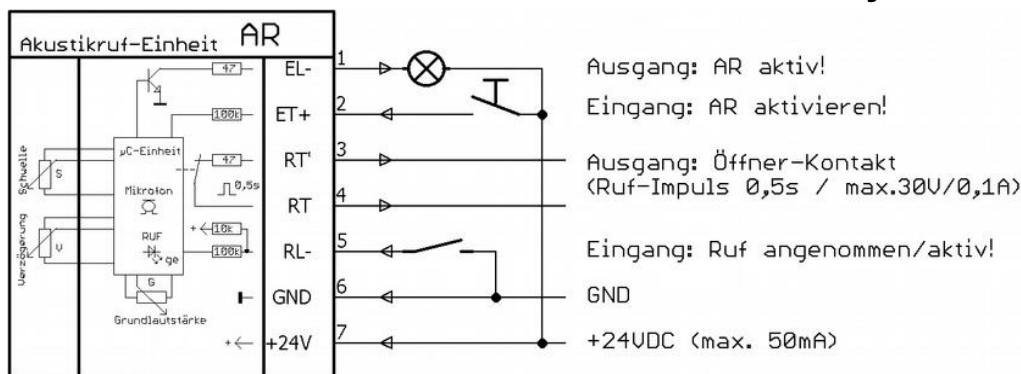 Akustikruf-Einheit AR
1
EL-
47
Ausgang: AR aktiv!
2
ET+
100k
Eingang: AR aktivieren!
Schwelle
S
µC-Einheit
Mikrofon
3
RT'
47
0,5s
Ausgang: Öffner-Kontakt
(Ruf-Impuls 0,5s / max.30V/0,1A)
4
RT
Verzögerung
V
RUF
ge
+
10k
100k
5
RL-
Eingang: Ruf angenommen/aktiv!
G
Grundlautstärke
6
GND
GND
+
7
+24V
+24VDC (max. 50mA)